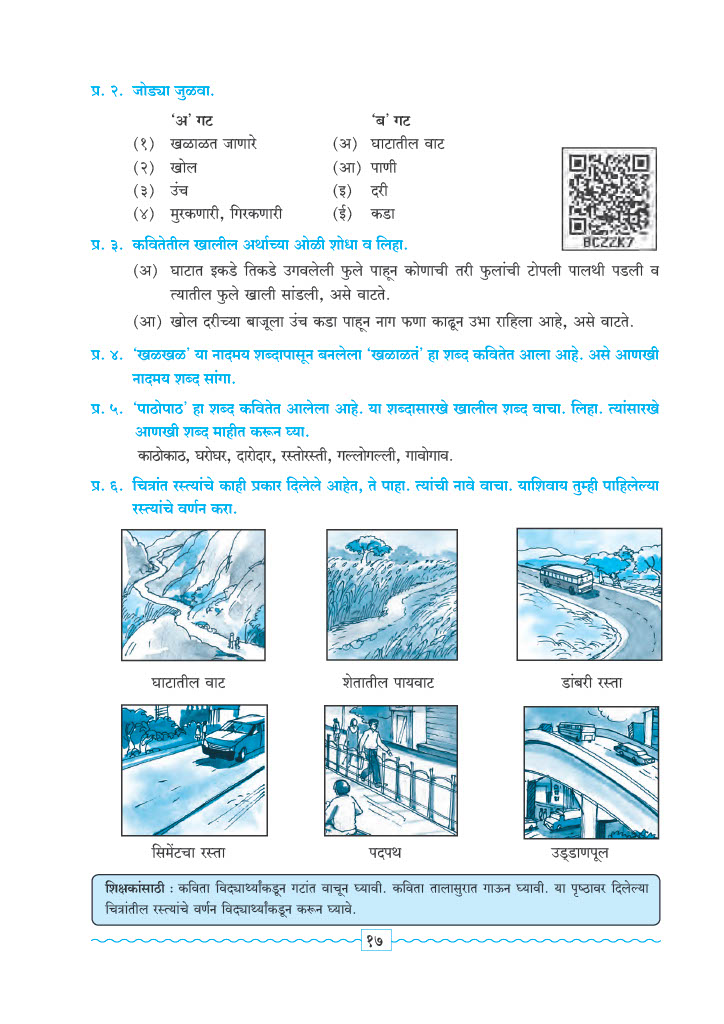 प्र. २. जोड्या जुळवा.
‘अ’ गट ‘ब’ गट
(१) खळाळत जाणारे (अ) घाटातील वाट
(२) खोल (आ) पाणी
(३) उंच (इ) दरी
(४) मुरकणारी, गिरकणारी (ई) कडा
BCZZK7
प्र. ३. कवितेतील खालील अर्थाच्या ओळी शोधा व लिहा.
(अ) घाटात इकडे तिकडे उगवलेली फुले पाहून कोणाची तरी फुलांची टोपली पालथी पडली व
त्यातील फुले खाली सांडली, असे वाटते.
(आ) खोल दरीच्या बाजूला उंच कडा पाहून नाग फणा काढून उभा राहिला आहे, असे वाटते.
प्र. ४. ‘खळखळ’ या नादमय शब्दापासून बनलेला ‘खळाळतं’ हा शब्द कवितेत आला आहे. असे आणखी
नादमय शब्द सांगा.
प्र. ५. ‘पाठोपाठ’ हा शब्द कवितेत आलेला आहे. या शब्दासारखे खालील शब्द वाचा. लिहा. त्यांसारखे
आणखी शब्द माहीत करून घ्या.
काठोकाठ, घरोघर, दारोदार, रस्तोरस्ती, गल्लोगल्ली, गावोगाव.
प्र. ६. चित्रांत रस्त्यांचे काही प्रकार दिलेले आहेत, ते पाहा. त्यांची नावे वाचा. याशिवाय तुम्ही पाहिलेल्या
रस्त्यांचे वर्णन करा.
घाटातील वाट शेतातील पायवाट डांबरी रस्ता
सिमेंटचा रस्ता पदपथ उड्डाणपूल
शिक्षकांसाठी : कविता विद्यार्थ्यांकडून गटांत वाचून घ्यावी. कविता तालासुरात गाऊन घ्यावी. या पृष्ठावर दिलेल्या
चित्रांतील रस्त्यांचे वर्णन विद्यार्थ्यांकडून करून घ्यावे.
१७